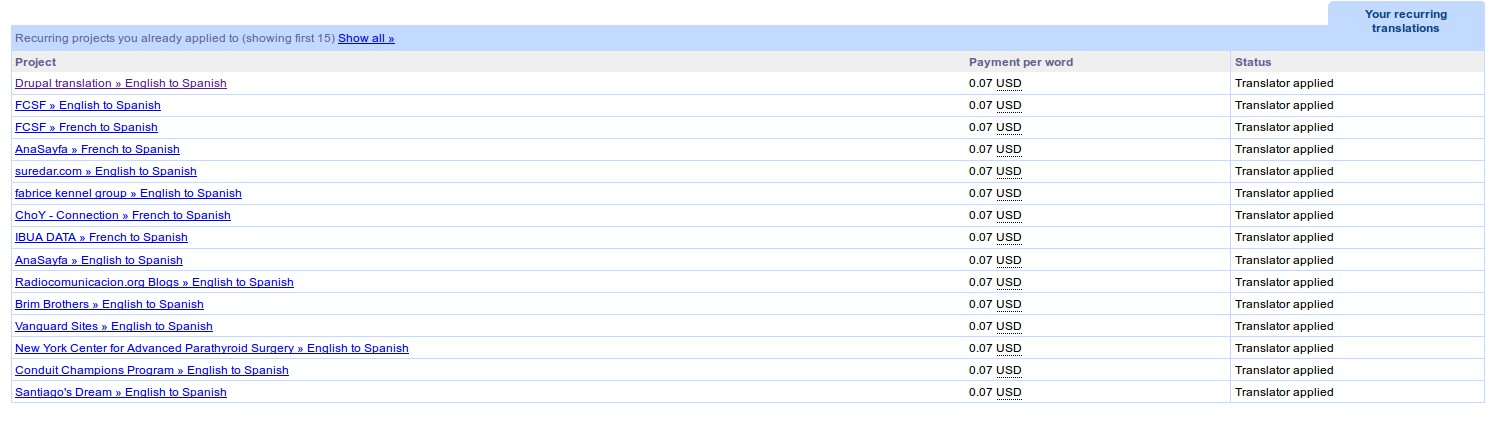 Your recurring
translations
Recurring projects you already applied to (showing first 15) Show all »
Project Payment per word Status
Drupal translation » English to Spanish 0.07 USD Translator applied
FCSF » English to Spanish 0.07 USD Translator applied
FCSF » French to Spanish 0.07 USD Translator applied
AnaSayfa » French to Spanish 0.07 USD Translator applied
suredar.com » English to Spanish 0.07 USD Translator applied
fabrice kennel group » English to Spanish 0.07 USD Translator applied
ChoY - Connection » French to Spanish 0.07 USD Translator applied
IBUA DATA » French to Spanish 0.07 USD Translator applied
AnaSayfa » English to Spanish 0.07 USD Translator applied
Radiocomunicacion.org Blogs » English to Spanish 0.07 USD Translator applied
Brim Brothers » English to Spanish 0.07 USD Translator applied
Vanguard Sites » English to Spanish 0.07 USD Translator applied
New York Center for Advanced Parathyroid Surgery » English to Spanish 0.07 USD Translator applied
Conduit Champions Program » English to Spanish 0.07 USD Translator applied
Santiago's Dream » English to Spanish 0.07 USD Translator applied